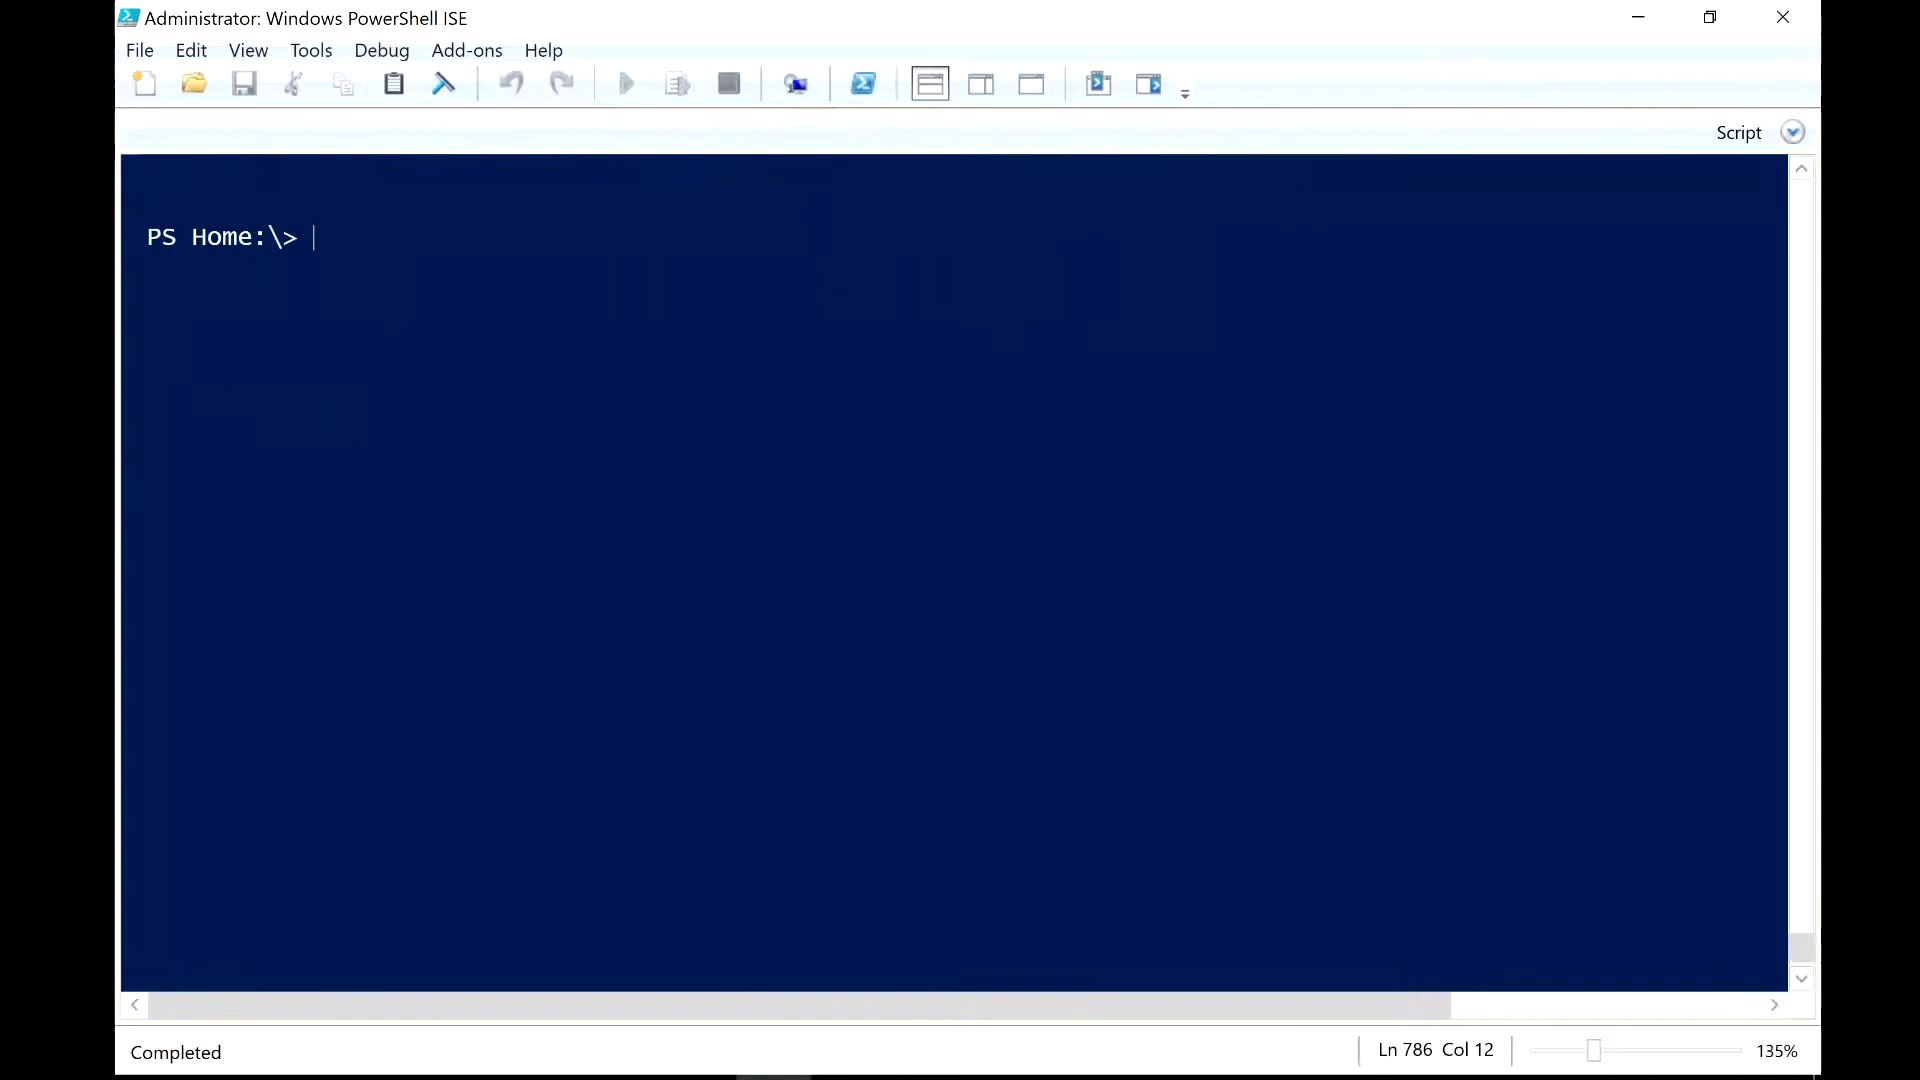 Administrator: Windows PowerShell ISE
File Edit View Tools Debug Add-ons Help
Script
PS Home:\>
Completed
Ln 786 Col 12
135%